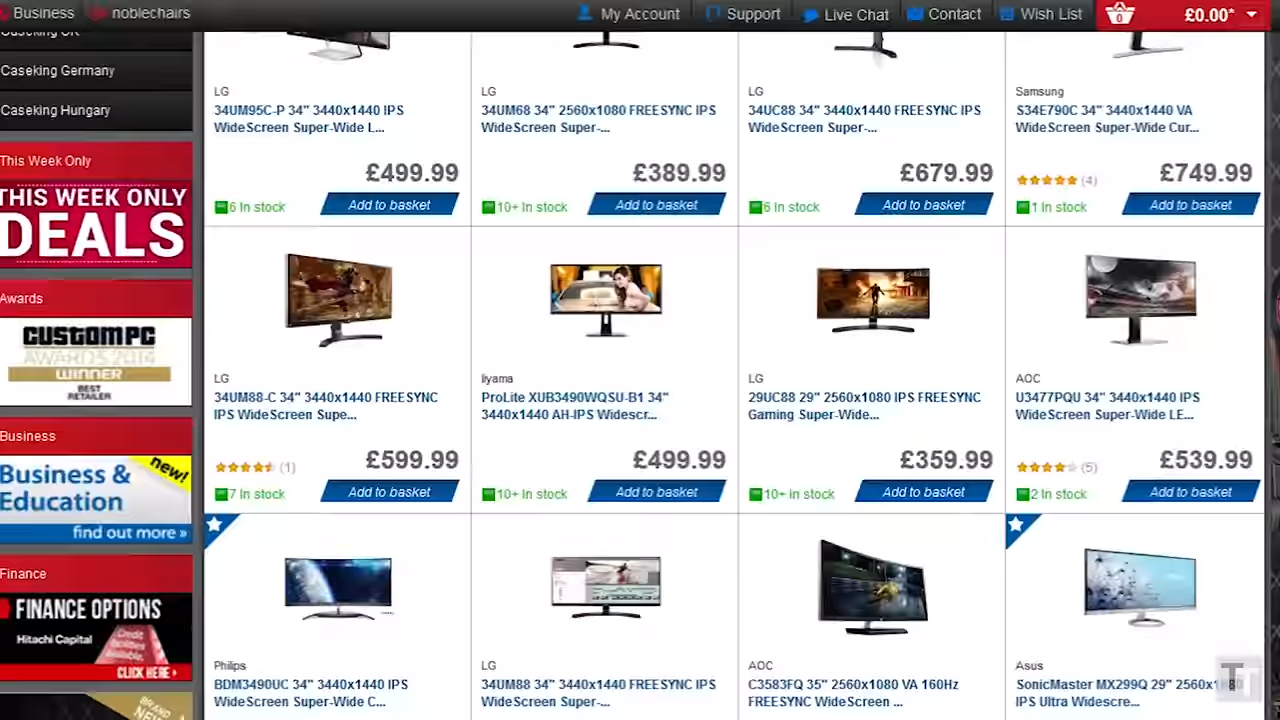 Business
noblechairs
My Account
Support
Live Chat
Contact
Wish List
0
£0.00*
Caseking UK
Caseking Germany
Caseking Hungary
This Week Only
THIS WEEK ONLY
DEALS
Awards
CUSTOMPC
AWARDS 2014
WINNER
BEST
RETAILER
Business
Business &
Education
new!
find out more »
Finance
FINANCE OPTIONS
Hitachi Capital
Credit
facilities
CLICK HERE
BRAND
NEW
LG
34UM95C-P 34" 3440x1440 IPS
WideScreen Super-Wide L...
£499.99
6 In stock
Add to basket
LG
34UM68 34" 2560x1080 FREESYNC IPS
WideScreen Super-...
£389.99
10+ In stock
Add to basket
LG
34UC88 34" 3440x1440 FREESYNC IPS
WideScreen Super-...
£679.99
6 In stock
Add to basket
Samsung
S34E790C 34" 3440x1440 VA
WideScreen Super-Wide Cur...
(4)
£749.99
1 In stock
Add to basket
LG
34UM88-C 34" 3440x1440 FREESYNC
IPS WideScreen Supe...
(1)
£599.99
7 In stock
Add to basket
Iiyama
ProLite XUB3490WQSU-B1 34"
3440x1440 AH-IPS Widescr...
£499.99
10+ In stock
Add to basket
LG
29UC88 29" 2560x1080 IPS FREESYNC
Gaming Super-Wide...
£359.99
10+ In stock
Add to basket
AOC
U3477PQU 34" 3440x1440 IPS
WideScreen Super-Wide LE...
(5)
£539.99
2 In stock
Add to basket
Philips
BDM3490UC 34" 3440x1440 IPS
WideScreen Super-Wide C...
LG
34UM88 34" 3440x1440 FREESYNC IPS
WideScreen Super-...
AOC
C3583FQ 35" 2560x1080 VA 160Hz
FREESYNC WideScreen ...
Asus
SonicMaster MX299Q 29" 2560x1080
IPS Ultra Widescre...